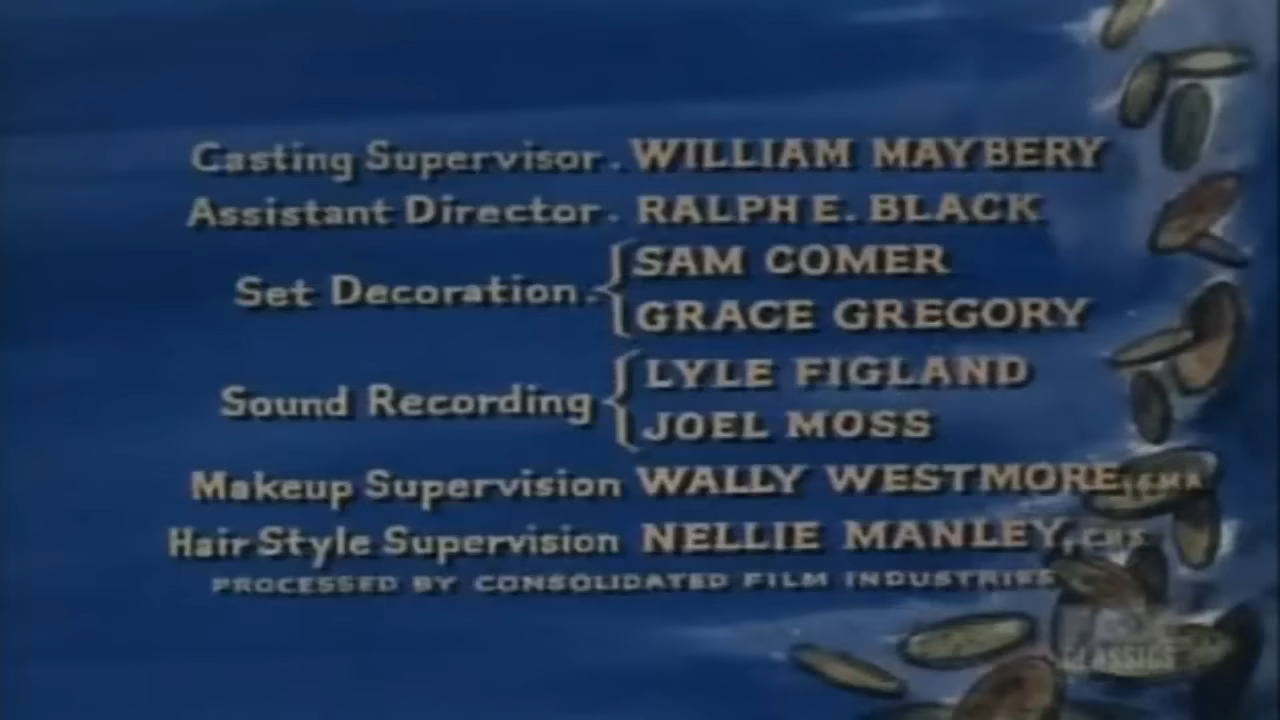 Casting Supervisor. WILLIAM MAYBERY
Assistant Director. RALPH E. BLACK
Set Decoration. SAM COMER
GRACE GREGORY
Sound Recording LYLE FIGLAND
JOEL MOSS
Makeup Supervision WALLY WESTMORE, S.M.A.
Hair Style Supervision NELLIE MANLEY, C.H.S.
PROCESSED BY CONSOLIDATED FILM INDUSTRIES
CLASSICS